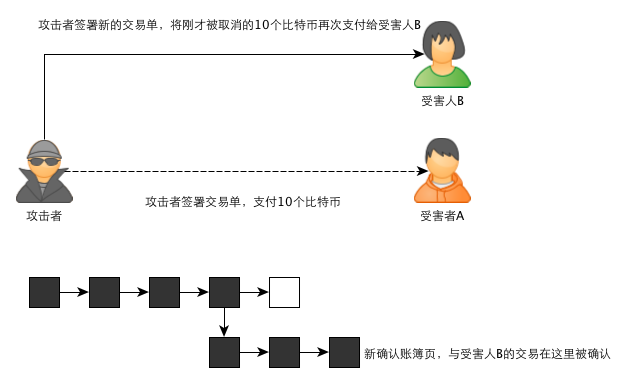 攻击者签署新的交易单，将刚才被取消的10个比特币再次支付给受害人B
受害人B
攻击者
受害者A
攻击者签署交易单，支付10个比特币
新确认账簿页，与受害人B的交易在这里被确认